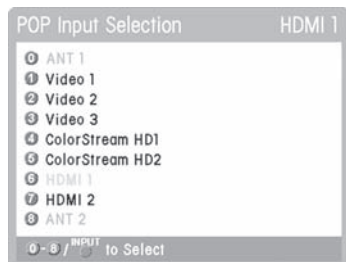 POP Input Selection HDMI 1
0 ANT 1
1 Video 1
2 Video 2
3 Video 3
4 ColorStream HD1
5 ColorStream HD2
6 HDMI 1
7 HDMI 2
8 ANT 2
0-8/INPUT to Select